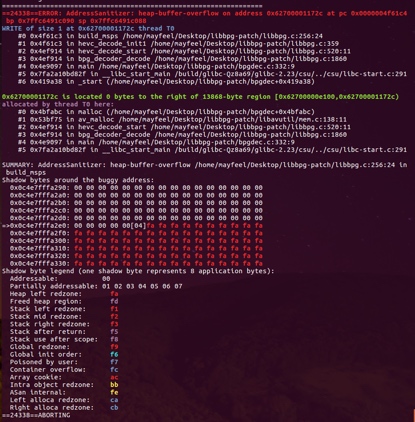 =================================================================
==24338==ERROR: AddressSanitizer: heap-buffer-overflow on address 0x62700001172c at pc 0x0000004f61c4
bp 0x7ffc6491c090 sp 0x7ffc6491c088
WRITE of size 1 at 0x62700001172c thread T0
#0 0x4f61c3 in build_msps /home/mayfeel/Desktop/libbpg-patch/libbpg.c:256:24
#1 0x4f61c3 in hevc_decode_init1 /home/mayfeel/Desktop/libbpg-patch/libbpg.c:359
#2 0x4ef914 in hevc_decode_start /home/mayfeel/Desktop/libbpg-patch/libbpg.c:520:11
#3 0x4ef914 in bpg_decoder_decode /home/mayfeel/Desktop/libbpg-patch/libbpg.c:1880
#4 0x4e9097 in main /home/mayfeel/Desktop/libbpg-patch/bpgdec.c:332:9
#5 0x7fa2a10bd82f in __libc_start_main /build/glibc-Qz8a69/glibc-2.23/csu/../csu/libc-start.c:291
#6 0x419a38 in _start (/home/mayfeel/Desktop/libbpg-patch/bpgdec+0x419a38)
0x62700001172c is located 0 bytes to the right of 13868-byte region [0x62700000e100,0x62700001172c)
allocated by thread T0 here:
#0 0x4bfabc in malloc (/home/mayfeel/Desktop/libbpg-patch/bpgdec+0x4bfabc)
#1 0x53bf75 in av_malloc /home/mayfeel/Desktop/libbpg-patch/libavutil/mem.c:138:11
#2 0x4ef914 in hevc_decode_start /home/mayfeel/Desktop/libbpg-patch/libbpg.c:520:11
#3 0x4ef914 in bpg_decoder_decode /home/mayfeel/Desktop/libbpg-patch/libbpg.c:1880
#4 0x4e9097 in main /home/mayfeel/Desktop/libbpg-patch/bpgdec.c:332:9
#5 0x7fa2a10bd82f in __libc_start_main /build/glibc-Qz8a69/glibc-2.23/csu/../csu/libc-start.c:291
SUMMARY: AddressSanitizer: heap-buffer-overflow /home/mayfeel/Desktop/libbpg-patch/libbpg.c:256:24 in
build_msps
Shadow bytes around the buggy address:
0x0c4e7fffa290: 00 00 00 00 00 00 00 00 00 00 00 00 00 00 00 00
0x0c4e7fffa2a0: 00 00 00 00 00 00 00 00 00 00 00 00 00 00 00 00
0x0c4e7fffa2b0: 00 00 00 00 00 00 00 00 00 00 00 00 00 00 00 00
0x0c4e7fffa2c0: 00 00 00 00 00 00 00 00 00 00 00 00 00 00 00 00
0x0c4e7fffa2d0: 00 00 00 00 00 00 00 00 00 00 00 00 00 00 00 00
=>0x0c4e7fffa2e0: 00 00 00 00 00[04]fa fa fa fa fa fa fa fa fa fa
0x0c4e7fffa2f0: fa fa fa fa fa fa fa fa fa fa fa fa fa fa fa fa
0x0c4e7fffa300: fa fa fa fa fa fa fa fa fa fa fa fa fa fa fa fa
0x0c4e7fffa310: fa fa fa fa fa fa fa fa fa fa fa fa fa fa fa fa
0x0c4e7fffa320: fa fa fa fa fa fa fa fa fa fa fa fa fa fa fa fa
0x0c4e7fffa330: fa fa fa fa fa fa fa fa fa fa fa fa fa fa fa fa
Shadow byte legend (one shadow byte represents 8 application bytes):
Addressable: 00
Partially addressable: 01 02 03 04 05 06 07
Heap left redzone: fa
Freed heap region: fd
Stack left redzone: f1
Stack mid redzone: f2
Stack right redzone: f3
Stack after return: f5
Stack use after scope: f8
Global redzone: f9
Global init order: f6
Poisoned by user: f7
Container overflow: fc
Array cookie: ac
Intra object redzone: bb
ASan internal: fe
Left alloca redzone: ca
Right alloca redzone: cb
==24338==ABORTING